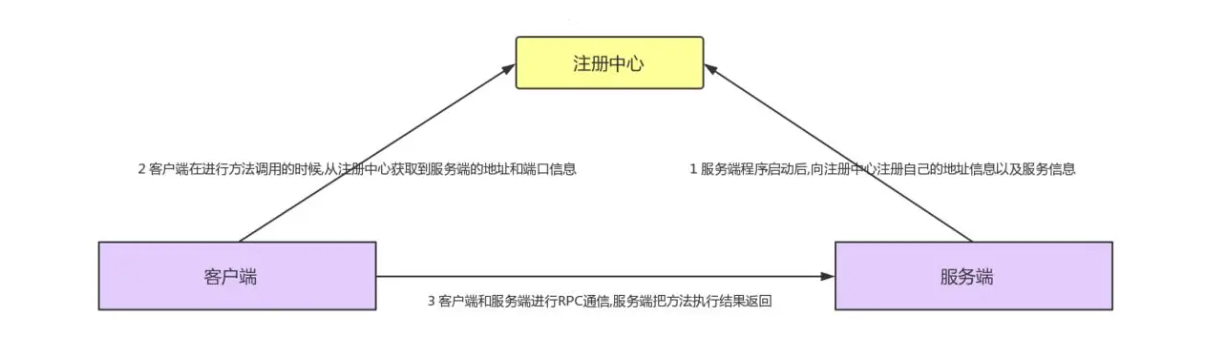 注册中心
2 客户端在进行方法调用的时候,从注册中心获取到服务端的地址和端口信息
1 服务端程序启动后,向注册中心注册自己的地址信息以及服务信息
客户端
服务端
3 客户端和服务端进行RPC通信,服务端把方法执行结果返回